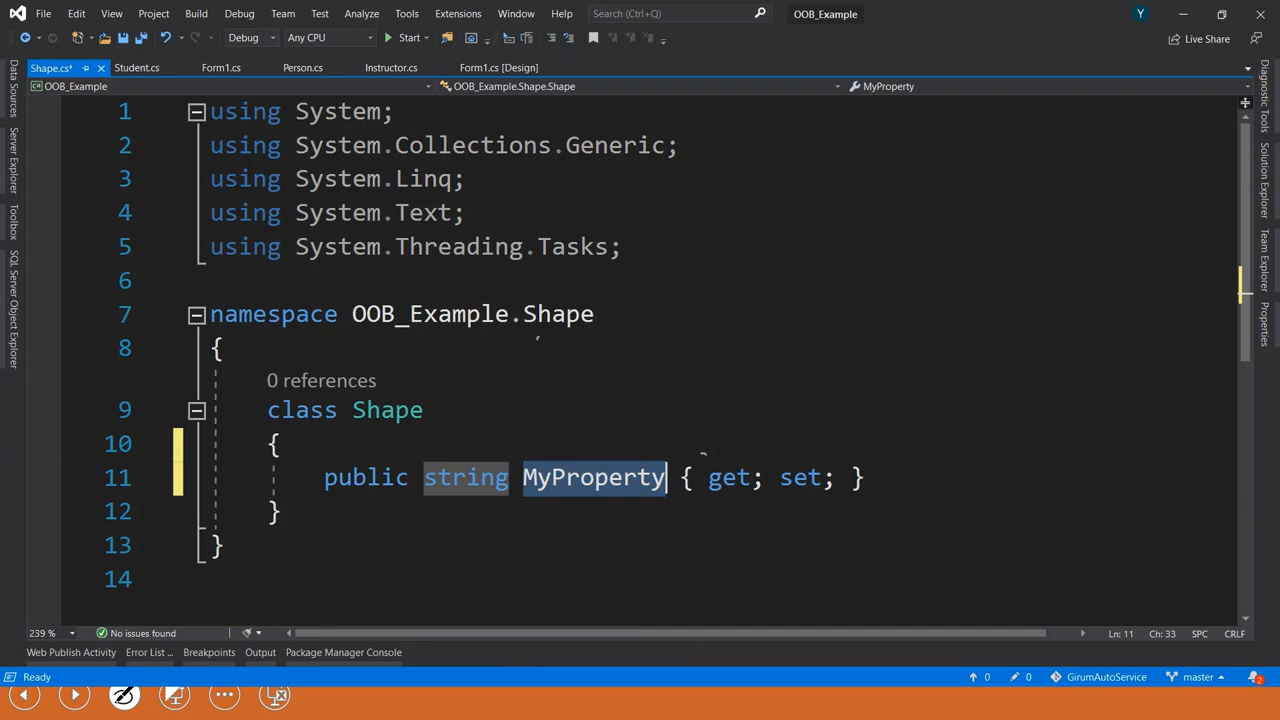 File Edit View Project Build Debug Team Test Analyze Tools Extensions Window Help Search (Ctrl+Q) OOB_Example Y
Debug Any CPU Start Live Share
Shape.cs* Student.cs Form1.cs Person.cs Instructor.cs Form1.cs [Design]
OOB_Example OOB_Example.Shape.Shape MyProperty
Data Sources
Server Explorer
Toolbox
SQL Server Object Explorer
1 using System;
2 using System.Collections.Generic;
3 using System.Linq;
4 using System.Text;
5 using System.Threading.Tasks;
6
7 namespace OOB_Example.Shape
8 {
0 references
9 class Shape
10 {
11 public string MyProperty { get; set; }
12 }
13 }
14
Diagnostic Tools
Solution Explorer
Team Explorer
Properties
239 % No issues found Ln: 11 Ch: 33 SPC CRLF
Web Publish Activity Error List ... Breakpoints Output Package Manager Console
Ready 0 0 GirumAutoService master 2